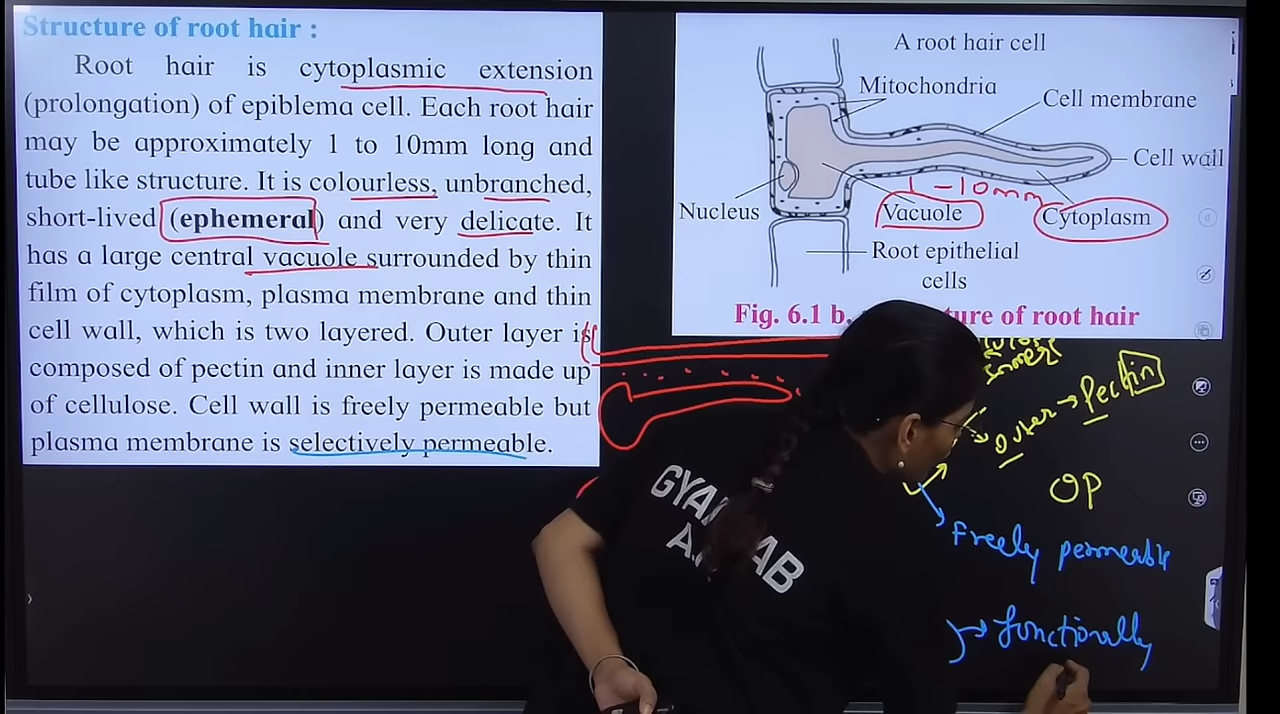 Structure of root hair :
Root hair is cytoplasmic extension
(prolongation) of epiblema cell. Each root hair
may be approximately 1 to 10mm long and
tube like structure. It is colourless, unbranched,
short-lived (ephemeral) and very delicate. It
has a large central vacuole surrounded by thin
film of cytoplasm, plasma membrane and thin
cell wall, which is two layered. Outer layer is
composed of pectin and inner layer is made up
of cellulose. Cell wall is freely permeable but
plasma membrane is selectively permeable.
A root hair cell
Mitochondria
Cell membrane
Cell wall
1-10mm
Nucleus
Vacuole
Cytoplasm
Root epithelial
cells
Fig. 6.1 b. ture of root hair
Inner
Outer → Pectin
OP
Freely permeable
functionally
GYAN AB
A.